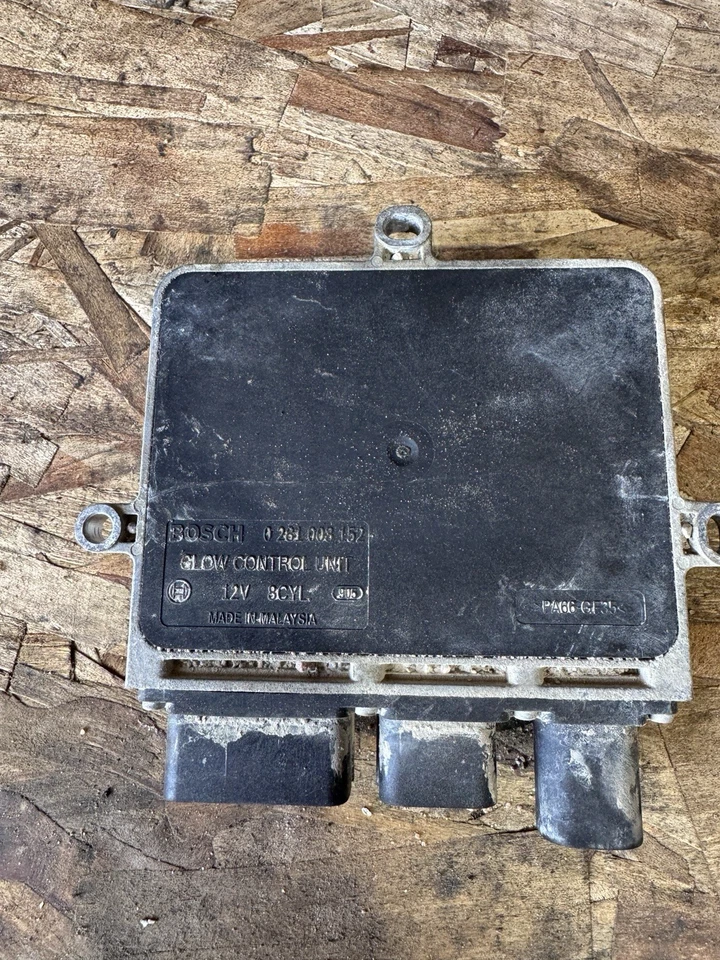 BOSCH 0 281 003 152
GLOW CONTROL UNIT
12V 8CYL.
MADE IN MALAYSIA
PA66-GF35<